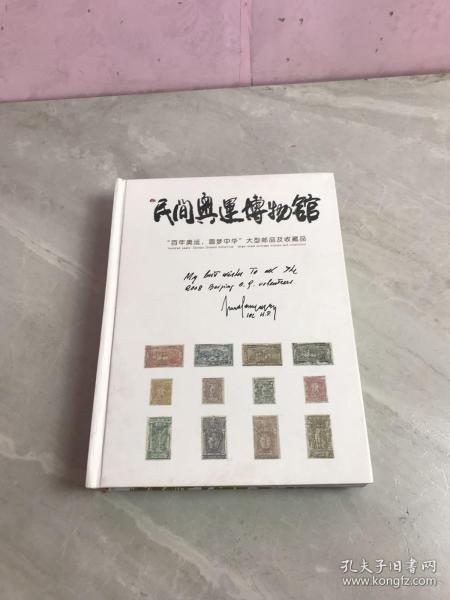 民间奥运博物馆
"百年奥运，圆梦中华"大型邮品及收藏品
My best wishes To all The
2008 Beijing O.G. volunteers
IOC H.P.
孔夫子旧书网
www.kongfz.com